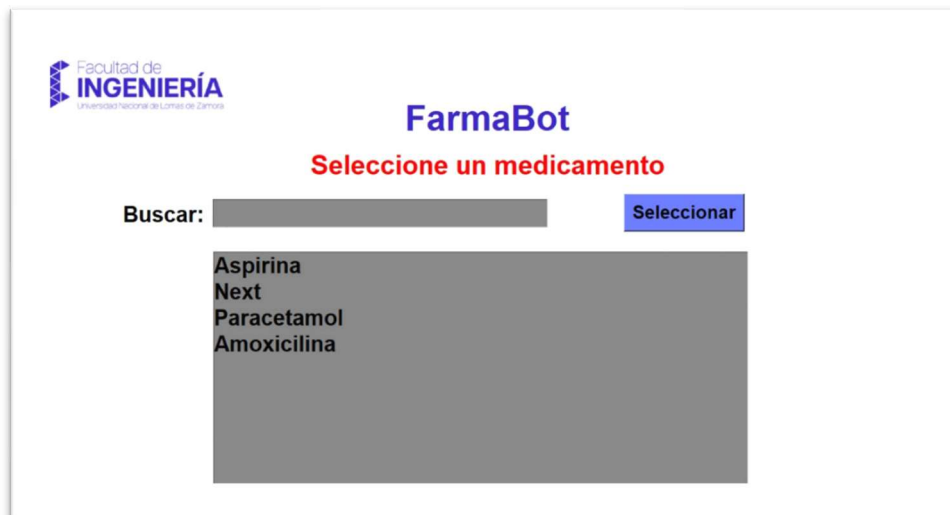 Facultad de
INGENIERÍA
Universidad Nacional de Lomas de Zamora
FarmaBot
Seleccione un medicamento
Buscar:
Seleccionar
Aspirina
Next
Paracetamol
Amoxicilina